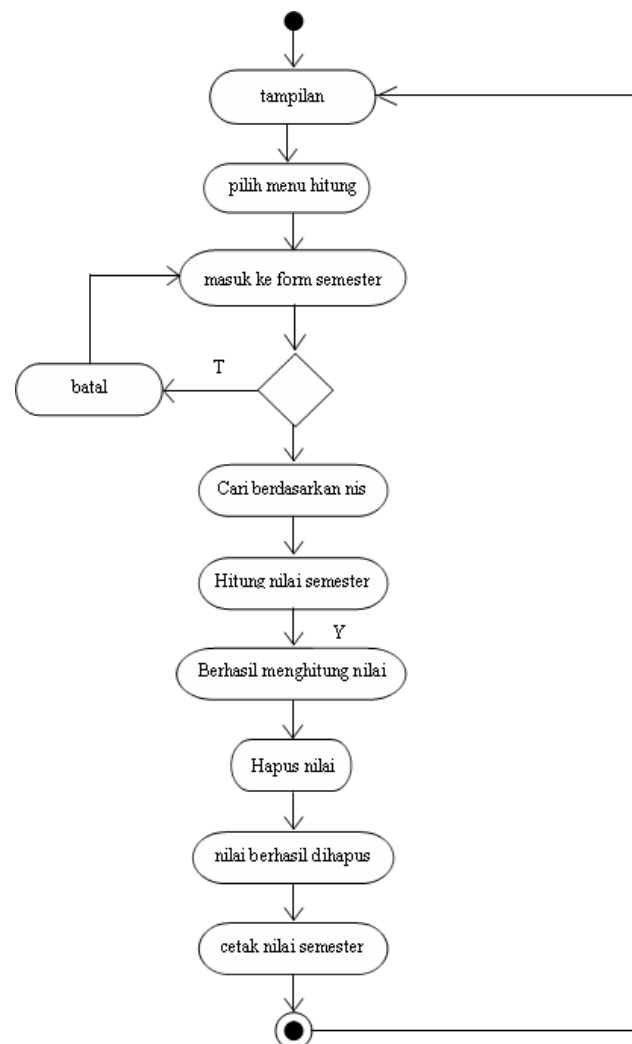 tampilan
pilih menu hitung
masuk ke form semester
T
batal
Cari berdasarkan nis
Hitung nilai semester
Y
Berhasil menghitung nilai
Hapus nilai
nilai berhasil dihapus
cetak nilai semester